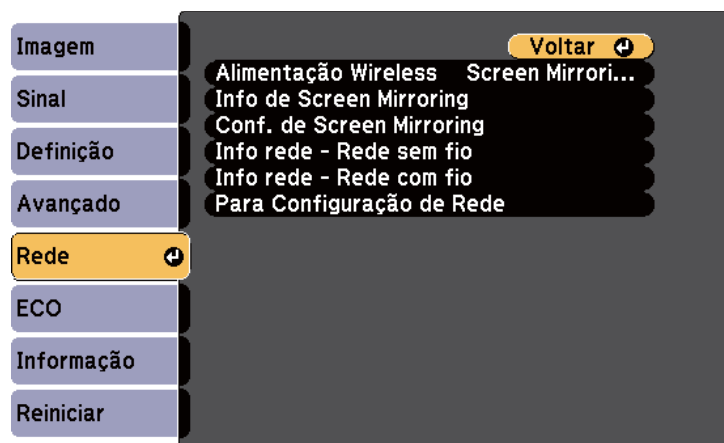 Imagem
Sinal
Definição
Avançado
Rede
ECO
Informação
Reiniciar
Voltar
Alimentação Wireless Screen Mirrori...
Info de Screen Mirroring
Conf. de Screen Mirroring
Info rede - Rede sem fio
Info rede - Rede com fio
Para Configuração de Rede